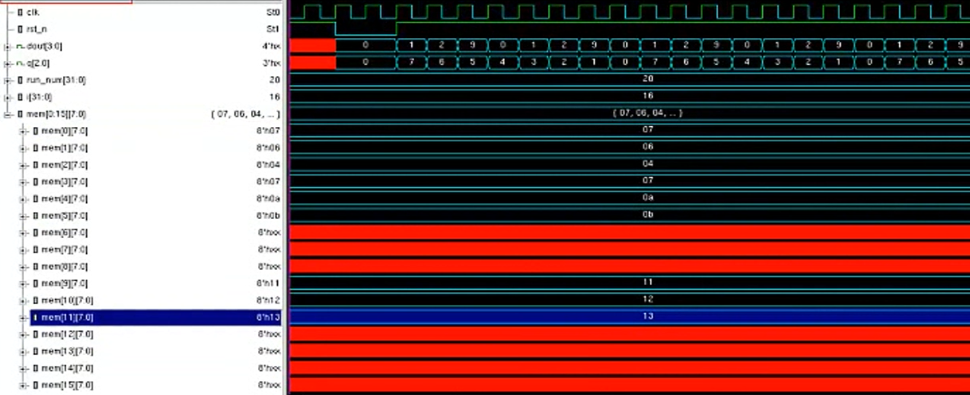 clk St0
rst_n St1 
dout[3:0] 4'hx 0 1 2 9 0 1 2 9 0 1 2 9 0 1 2 9 0 1 2 9
q[2:0] 3'hx 0 7 6 5 4 3 2 1 0 7 6 5 4 3 2 1 0 7 6 5
run_num[31:0] 20 20
i[31:0] 16 16
mem[0:15][7:0] { 07, 06, 04, ... } { 07, 06, 04, ... }
mem[0][7:0] 8'h07 07
mem[1][7:0] 8'h06 06
mem[2][7:0] 8'h04 04
mem[3][7:0] 8'h07 07
mem[4][7:0] 8'h0a 0a
mem[5][7:0] 8'h0b 0b
mem[6][7:0] 8'hxx
mem[7][7:0] 8'hxx
mem[8][7:0] 8'hxx
mem[9][7:0] 8'h11 11
mem[10][7:0] 8'h12 12
mem[11][7:0] 8'h13 13
mem[12][7:0] 8'hxx
mem[13][7:0] 8'hxx
mem[14][7:0] 8'hxx
mem[15][7:0] 8'hxx